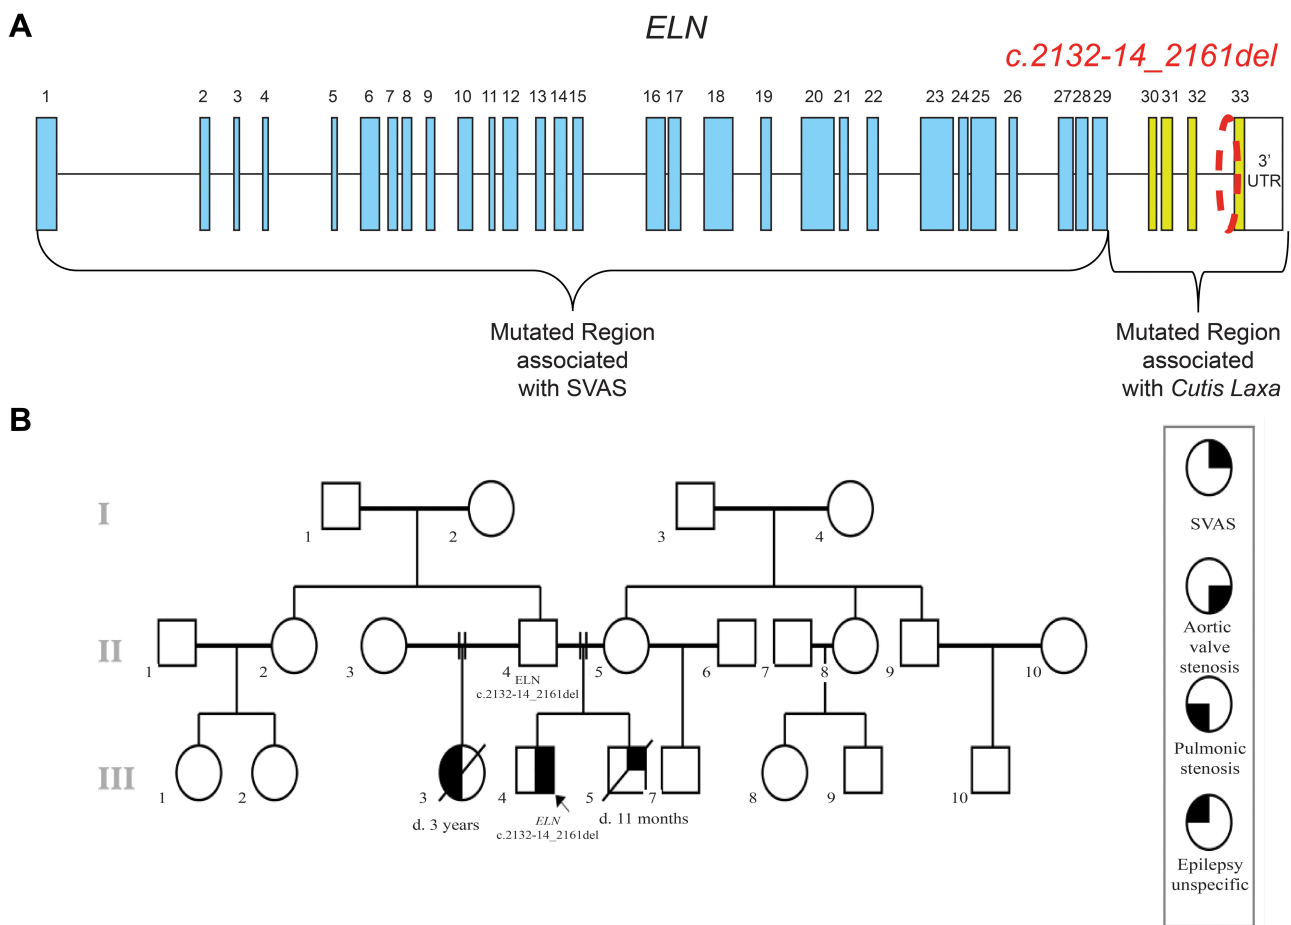 A
ELN
c.2132-14_2161del
1 2 3 4 5 6 7 8 9 10 11 12 13 14 15 16 17 18 19 20 21 22 23 24 25 26 27 28 29 30 31 32 33
3’
UTR
Mutated Region
associated
with SVAS
Mutated Region
associated
with Cutis Laxa
B
I
1 2 3 4
II
1 2 3 4 5 6 7 8 9 10
ELN
c.2132-14_2161del
III
1 2 3 4 5 7 8 9 10
d. 3 years
ELN
c.2132-14_2161del
d. 11 months
SVAS
Aortic
valve
stenosis
Pulmonic
stenosis
Epilepsy
unspecific